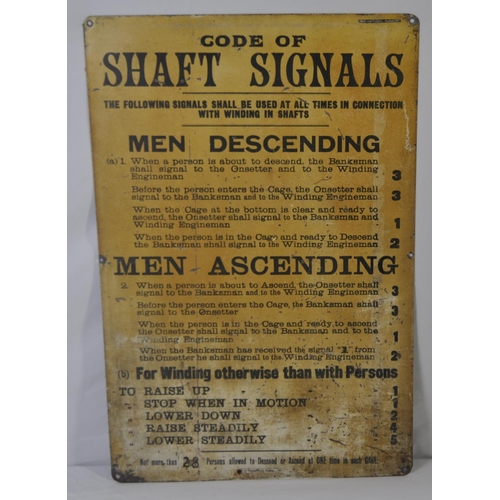 CODE OF
SHAFT SIGNALS
THE FOLLOWING SIGNALS SHALL BE USED AT ALL TIMES IN CONNECTION
WITH WINDING IN SHAFTS
MEN DESCENDING
(a) 1. When a person is about to descend, the Banksman
shall signal to the Onsetter and to the Winding
Engineman 3
Before the person enters the Cage, the Onsetter shall
signal to the Banksman and to the Winding Engineman 3
When the Cage at the bottom is clear and ready to
ascend, the Onsetter shall signal to the Banksman and
Winding Engineman 1
When the person is in the Cage and ready to Descend
the Banksman shall signal to the Winding Engineman 2
MEN ASCENDING
2. When a person is about to Ascend, the Onsetter shall
signal to the Banksman and to the Winding Engineman 3
Before the person enters the Cage, the Banksman shall
signal to the Onsetter 3
When the person is in the Cage and ready to ascend
the Onsetter shall signal to the Banksman and to the
Winding Engineman 1
When the Banksman has received the signal "1" from
the Onsetter he shall signal to the Winding Engineman 2
(b) For Winding otherwise than with Persons
TO RAISE UP 1
STOP WHEN IN MOTION 1
LOWER DOWN 2
RAISE STEADILY 4
LOWER STEADILY 5
Not more than 28 Persons allowed to Descend or Ascend at ONE time in each CAGE